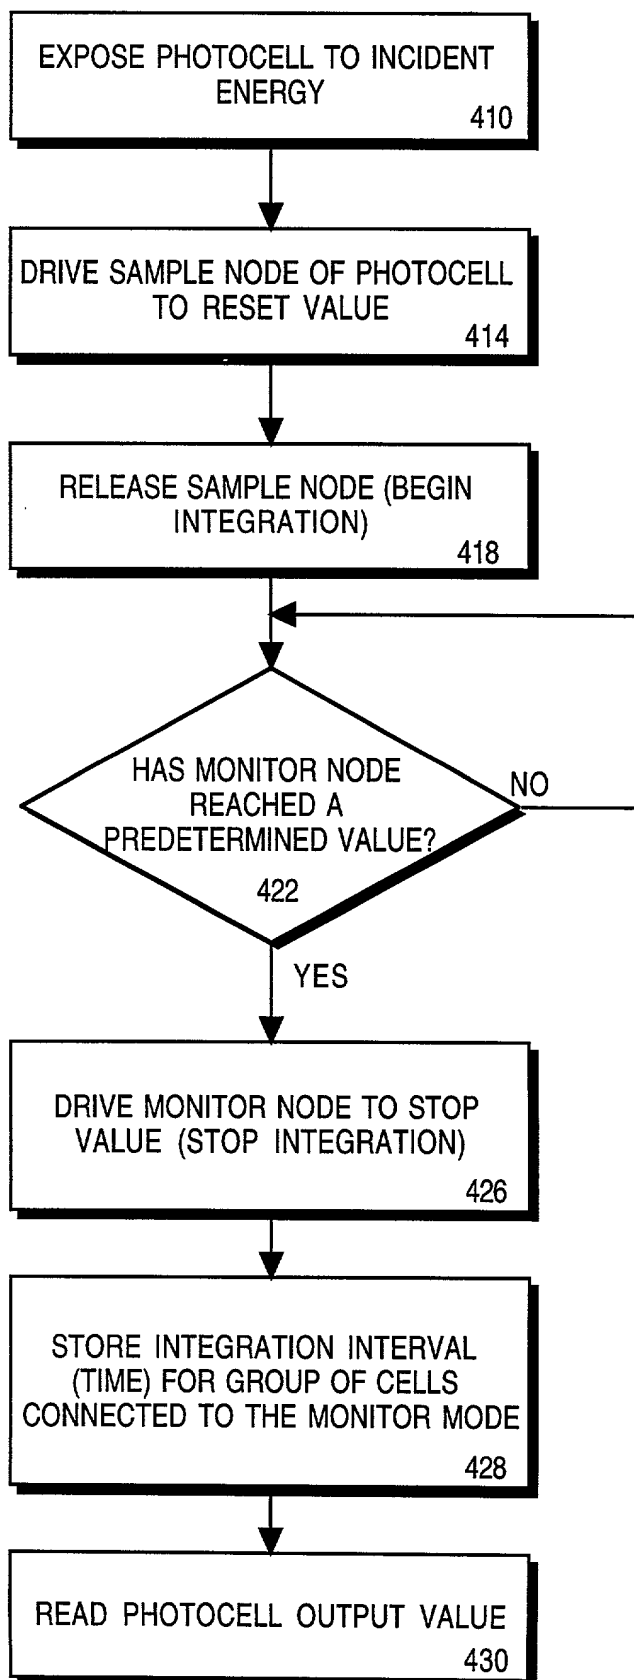 EXPOSE PHOTOCELL TO INCIDENT
ENERGY
410
DRIVE SAMPLE NODE OF PHOTOCELL
TO RESET VALUE
414
RELEASE SAMPLE NODE (BEGIN
INTEGRATION)
418
HAS MONITOR NODE
REACHED A
PREDETERMINED VALUE?
422
NO
YES
DRIVE MONITOR NODE TO STOP
VALUE (STOP INTEGRATION)
426
STORE INTEGRATION INTERVAL
(TIME) FOR GROUP OF CELLS
CONNECTED TO THE MONITOR MODE
428
READ PHOTOCELL OUTPUT VALUE
430